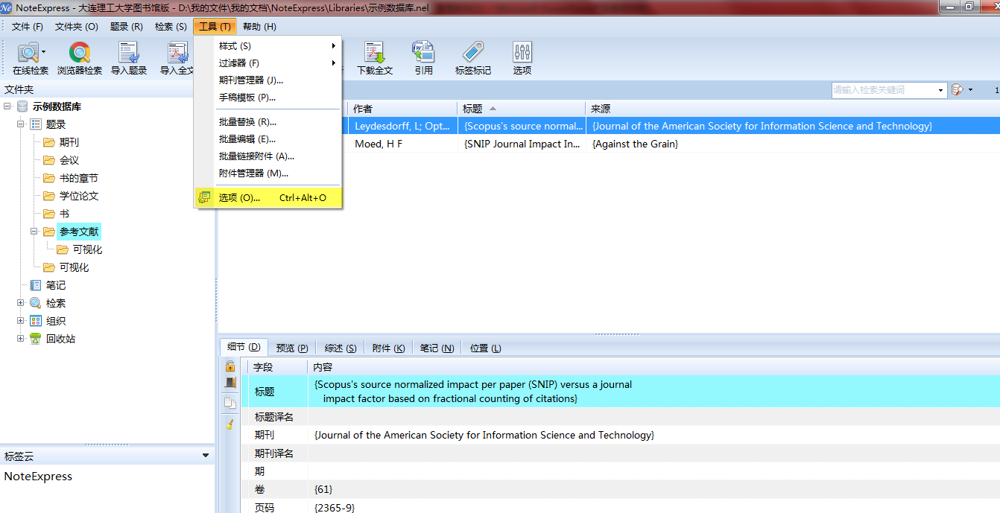 NoteExpress - 大连理工大学图书馆版 - D:\我的文件\我的文档\NoteExpress\Libraries\示例数据库.nel
文件 (F) 文件夹 (O) 题录 (R) 检索 (S) 工具 (T) 帮助 (H)
在线检索 浏览器检索 导入题录 导入全文 下载全文 引用 标签标记 选项
样式 (S)
过滤器 (F)
期刊管理器 (J)...
手稿模板 (P)...
批量替换 (R)...
批量编辑 (E)...
批量链接附件 (A)...
附件管理器 (M)...
选项 (O)... Ctrl+Alt+O
文件夹
示例数据库
题录
期刊
会议
书的章节
学位论文
书
参考文献
可视化
可视化
笔记
检索
组织
回收站
标签云
NoteExpress
请输入检索关键词 1
作者 标题 来源
Leydesdorff, L; Opt... {Scopus's source normal... {Journal of the American Society for Information Science and Technology}
Moed, H F {SNIP Journal Impact In... {Against the Grain}
细节 (D) 预览 (P) 综述 (S) 附件 (K) 笔记 (N) 位置 (L)
字段 内容
标题 {Scopus's source normalized impact per paper (SNIP) versus a journal
impact factor based on fractional counting of citations}
标题译名
期刊 {Journal of the American Society for Information Science and Technology}
期刊译名
期
卷 {61}
页码 {2365-9}